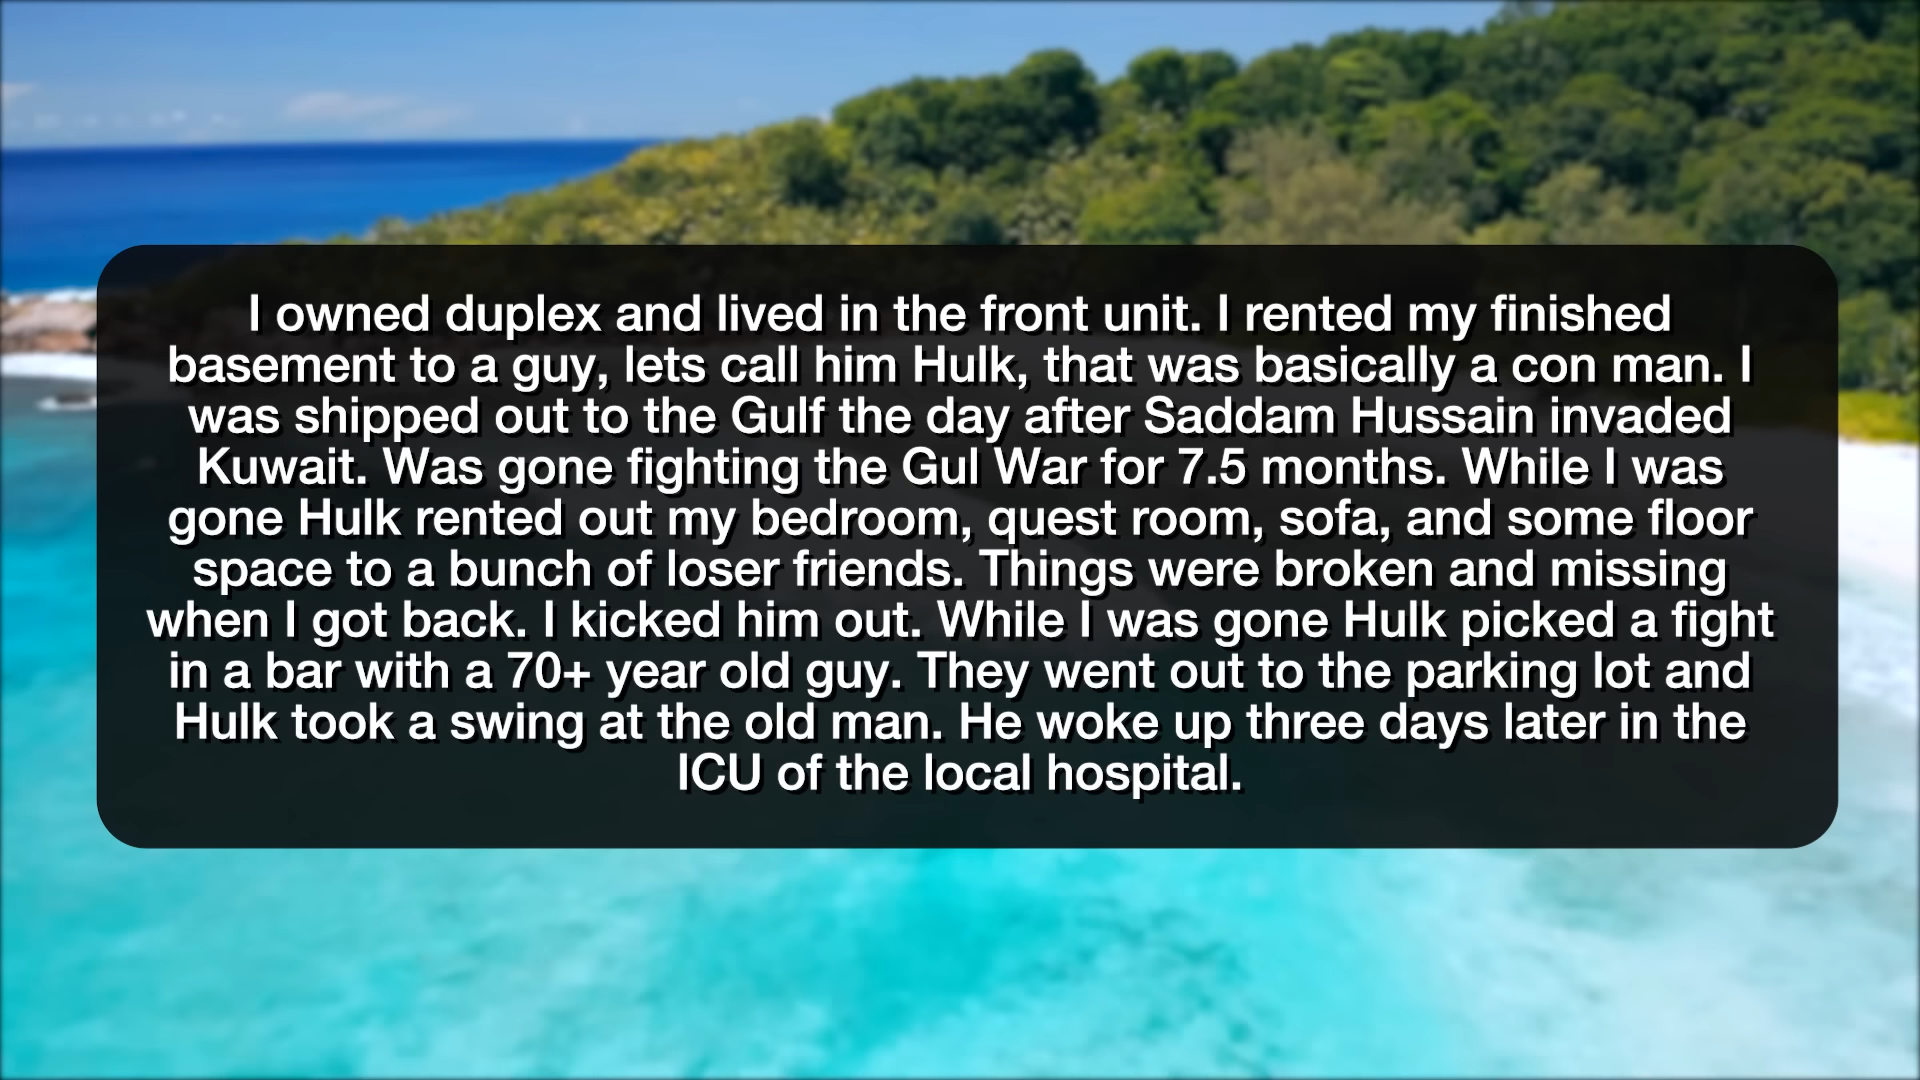 I owned duplex and lived in the front unit. I rented my finished
basement to a guy, lets call him Hulk, that was basically a con man. I
was shipped out to the Gulf the day after Saddam Hussain invaded
Kuwait. Was gone fighting the Gul War for 7.5 months. While I was
gone Hulk rented out my bedroom, quest room, sofa, and some floor
space to a bunch of loser friends. Things were broken and missing
when I got back. I kicked him out. While I was gone Hulk picked a fight
in a bar with a 70+ year old guy. They went out to the parking lot and
Hulk took a swing at the old man. He woke up three days later in the
ICU of the local hospital.